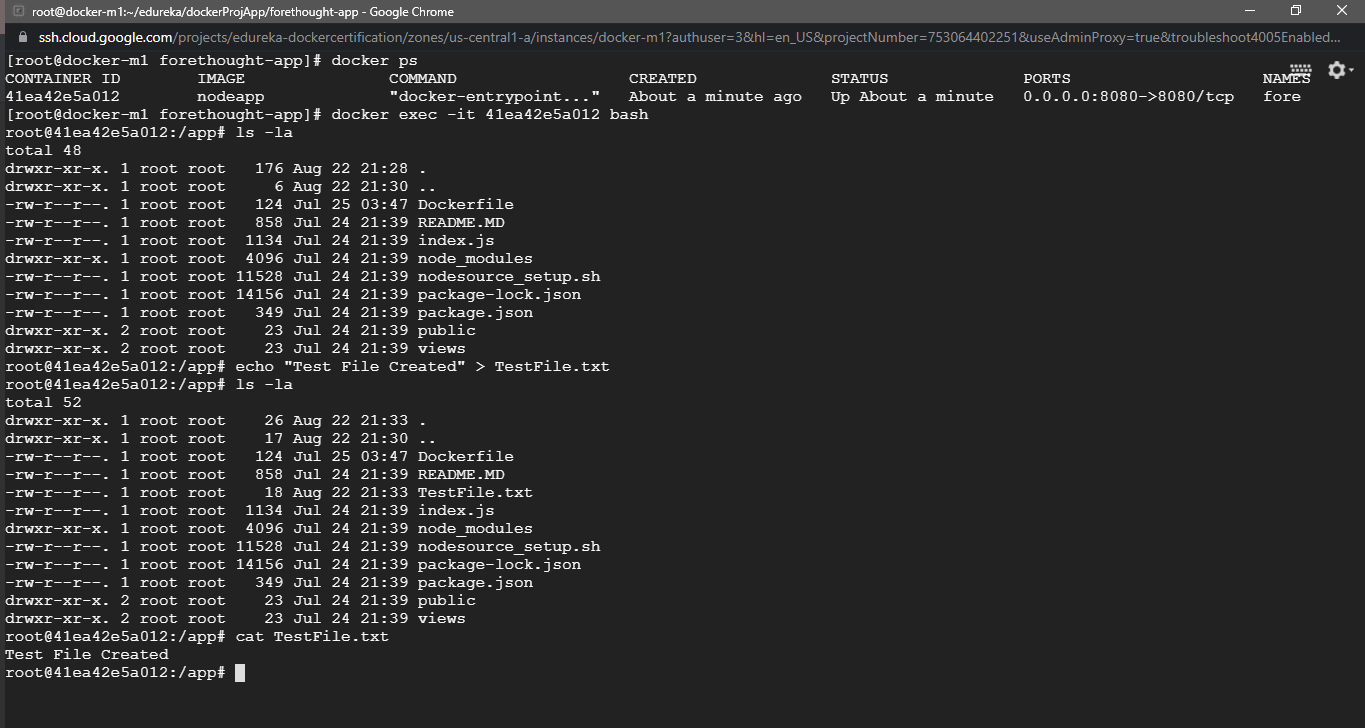 root@docker-m1:~/edureka/dockerProjApp/forethought-app - Google Chrome
ssh.cloud.google.com/projects/edureka-dockercertification/zones/us-central1-a/instances/docker-m1?authuser=3&hl=en_US&projectNumber=753064402251&useAdminProxy=true&troubleshoot4005Enabled...
[root@docker-m1 forethought-app]# docker ps
CONTAINER ID        IMAGE               COMMAND                  CREATED              STATUS              PORTS                    NAMES
41ea42e5a012        nodeapp             "docker-entrypoint..."   About a minute ago   Up About a minute   0.0.0.0:8080->8080/tcp   fore
[root@docker-m1 forethought-app]# docker exec -it 41ea42e5a012 bash
root@41ea42e5a012:/app# ls -la
total 48
drwxr-xr-x. 1 root root   176 Aug 22 21:28 .
drwxr-xr-x. 1 root root     6 Aug 22 21:30 ..
-rw-r--r--. 1 root root   124 Jul 25 03:47 Dockerfile
-rw-r--r--. 1 root root   858 Jul 24 21:39 README.MD
-rw-r--r--. 1 root root  1134 Jul 24 21:39 index.js
drwxr-xr-x. 1 root root  4096 Jul 24 21:39 node_modules
-rw-r--r--. 1 root root 11528 Jul 24 21:39 nodesource_setup.sh
-rw-r--r--. 1 root root 14156 Jul 24 21:39 package-lock.json
-rw-r--r--. 1 root root   349 Jul 24 21:39 package.json
drwxr-xr-x. 2 root root    23 Jul 24 21:39 public
drwxr-xr-x. 2 root root    23 Jul 24 21:39 views
root@41ea42e5a012:/app# echo "Test File Created" > TestFile.txt
root@41ea42e5a012:/app# ls -la
total 52
drwxr-xr-x. 1 root root    26 Aug 22 21:33 .
drwxr-xr-x. 1 root root    17 Aug 22 21:30 ..
-rw-r--r--. 1 root root   124 Jul 25 03:47 Dockerfile
-rw-r--r--. 1 root root   858 Jul 24 21:39 README.MD
-rw-r--r--. 1 root root    18 Aug 22 21:33 TestFile.txt
-rw-r--r--. 1 root root  1134 Jul 24 21:39 index.js
drwxr-xr-x. 1 root root  4096 Jul 24 21:39 node_modules
-rw-r--r--. 1 root root 11528 Jul 24 21:39 nodesource_setup.sh
-rw-r--r--. 1 root root 14156 Jul 24 21:39 package-lock.json
-rw-r--r--. 1 root root   349 Jul 24 21:39 package.json
drwxr-xr-x. 2 root root    23 Jul 24 21:39 public
drwxr-xr-x. 2 root root    23 Jul 24 21:39 views
root@41ea42e5a012:/app# cat TestFile.txt
Test File Created
root@41ea42e5a012:/app#